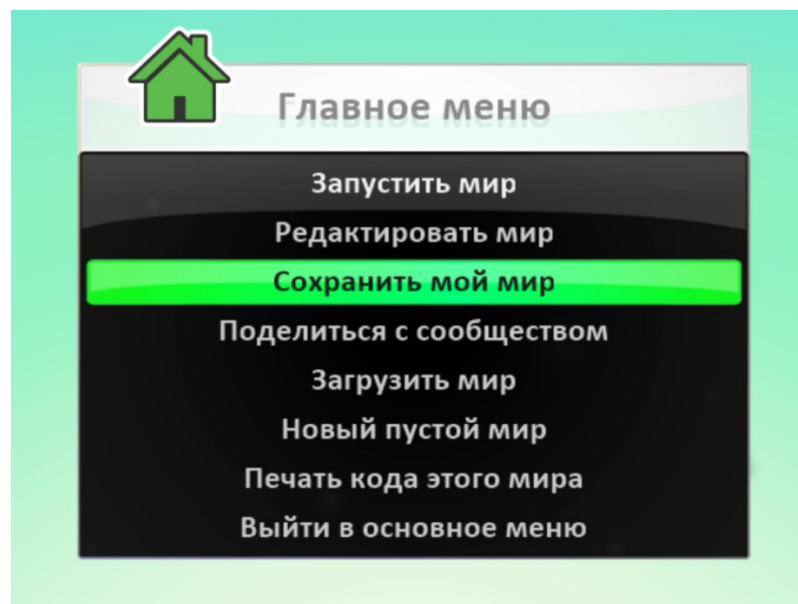 Главное меню
Запустить мир
Редактировать мир
Сохранить мой мир
Поделиться с сообществом
Загрузить мир
Новый пустой мир
Печать кода этого мира
Выйти в основное меню